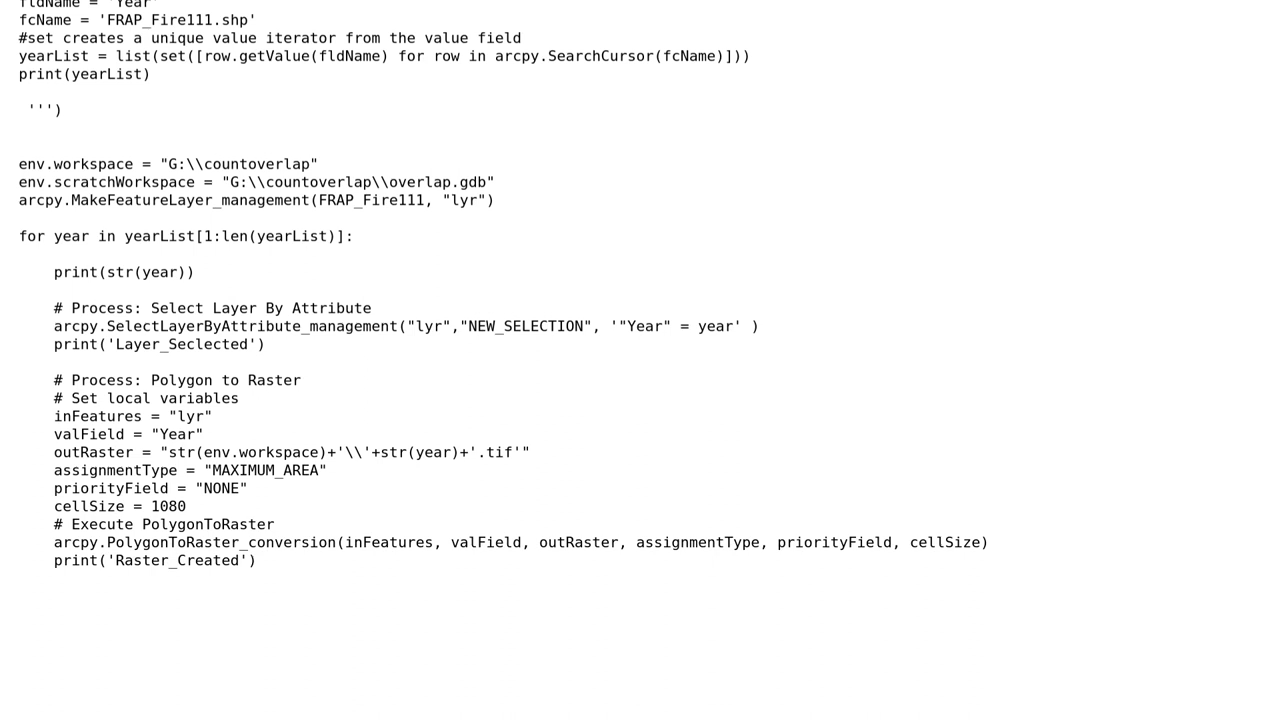 fldName = 'Year'
fcName = 'FRAP_Fire111.shp'
#set creates a unique value iterator from the value field
yearList = list(set([row.getValue(fldName) for row in arcpy.SearchCursor(fcName)]))
print(yearList)
''')
env.workspace = "G:\\countoverlap"
env.scratchWorkspace = "G:\\countoverlap\\overlap.gdb"
arcpy.MakeFeatureLayer_management(FRAP_Fire111, "lyr")
for year in yearList[1:len(yearList)]:
print(str(year))
# Process: Select Layer By Attribute
arcpy.SelectLayerByAttribute_management("lyr","NEW_SELECTION", '"Year" = year' )
print('Layer_Seclected')
# Process: Polygon to Raster
# Set local variables
inFeatures = "lyr"
valField = "Year"
outRaster = "str(env.workspace)+'\\'+str(year)+'.tif'"
assignmentType = "MAXIMUM_AREA"
priorityField = "NONE"
cellSize = 1080
# Execute PolygonToRaster
arcpy.PolygonToRaster_conversion(inFeatures, valField, outRaster, assignmentType, priorityField, cellSize)
print('Raster_Created')